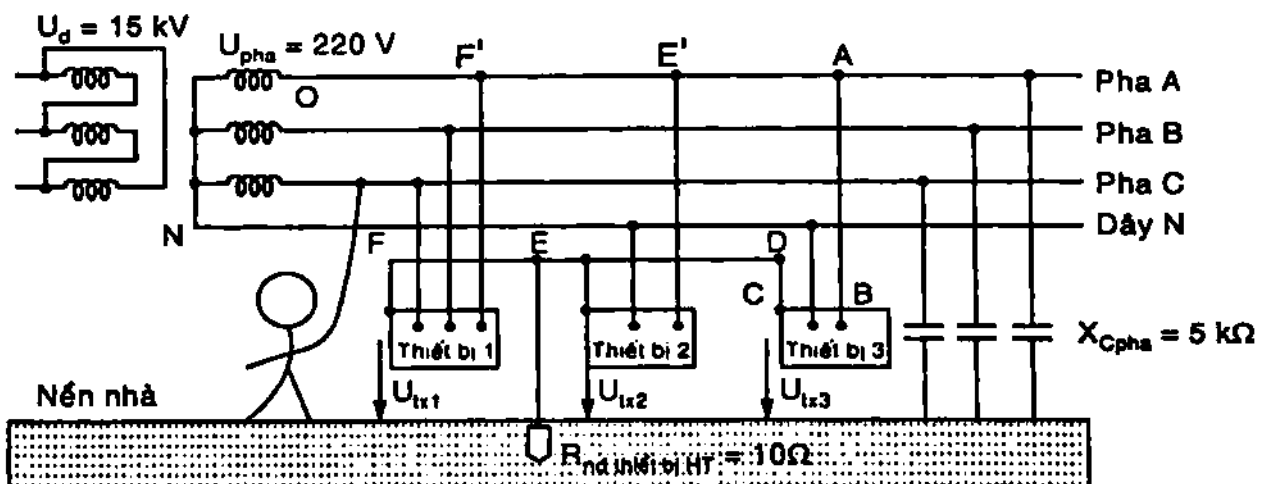 U_d = 15 kV
U_pha = 220 V
F'
E'
A
O
Pha A
Pha B
Pha C
Dây N
N
F
E
D
C
B
Thiết bị 1
Thiết bị 2
Thiết bị 3
X_Cpha = 5 kΩ
U_tx1
U_tx2
U_tx3
Nền nhà
R_nđ thiết bị HT = 10Ω